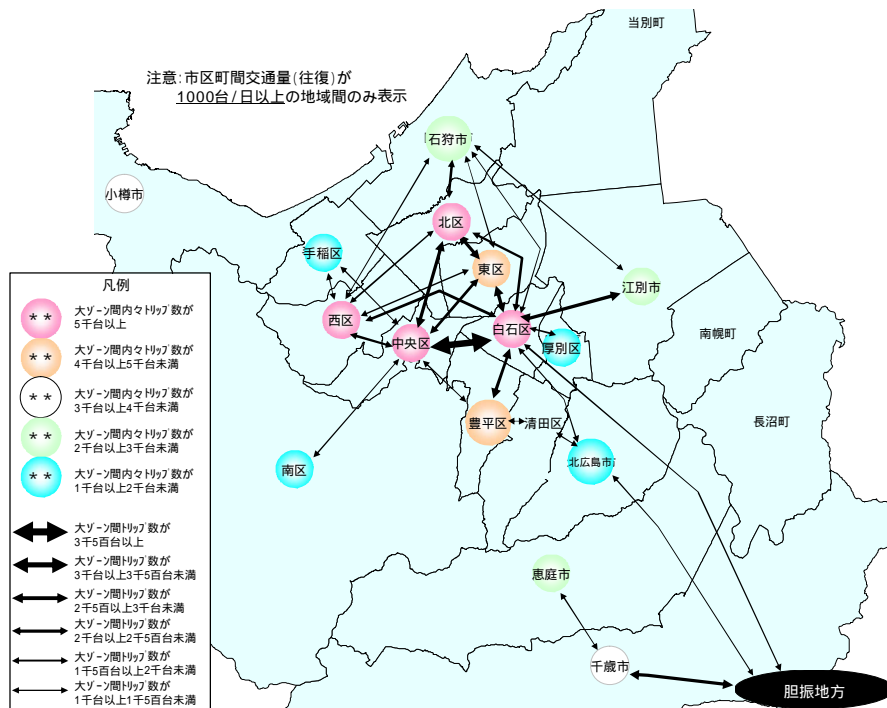 当別町
注意:市区町間交通量(往復)が
1000台/日以上の地域間のみ表示
石狩市
小樽市
北区
手稲区
東区
江別市
西区
白石区
中央区
厚別区
南幌町
長沼町
豊平区
清田区
南区
北広島市
恵庭市
千歳市
胆振地方
凡例
** 大ゾーン間内々トリップ数が
5千台以上
** 大ゾーン間内々トリップ数が
4千台以上5千台未満
** 大ゾーン間内々トリップ数が
3千台以上4千台未満
** 大ゾーン間内々トリップ数が
2千台以上3千台未満
** 大ゾーン間内々トリップ数が
1千台以上2千台未満
大ゾーン間トリップ数が
3千5百台以上
大ゾーン間トリップ数が
3千台以上3千5百台未満
大ゾーン間トリップ数が
2千5百以上3千台未満
大ゾーン間トリップ数が
2千台以上2千5百台未満
大ゾーン間トリップ数が
1千5百台以上2千台未満
大ゾーン間トリップ数が
1千台以上1千5百台未満